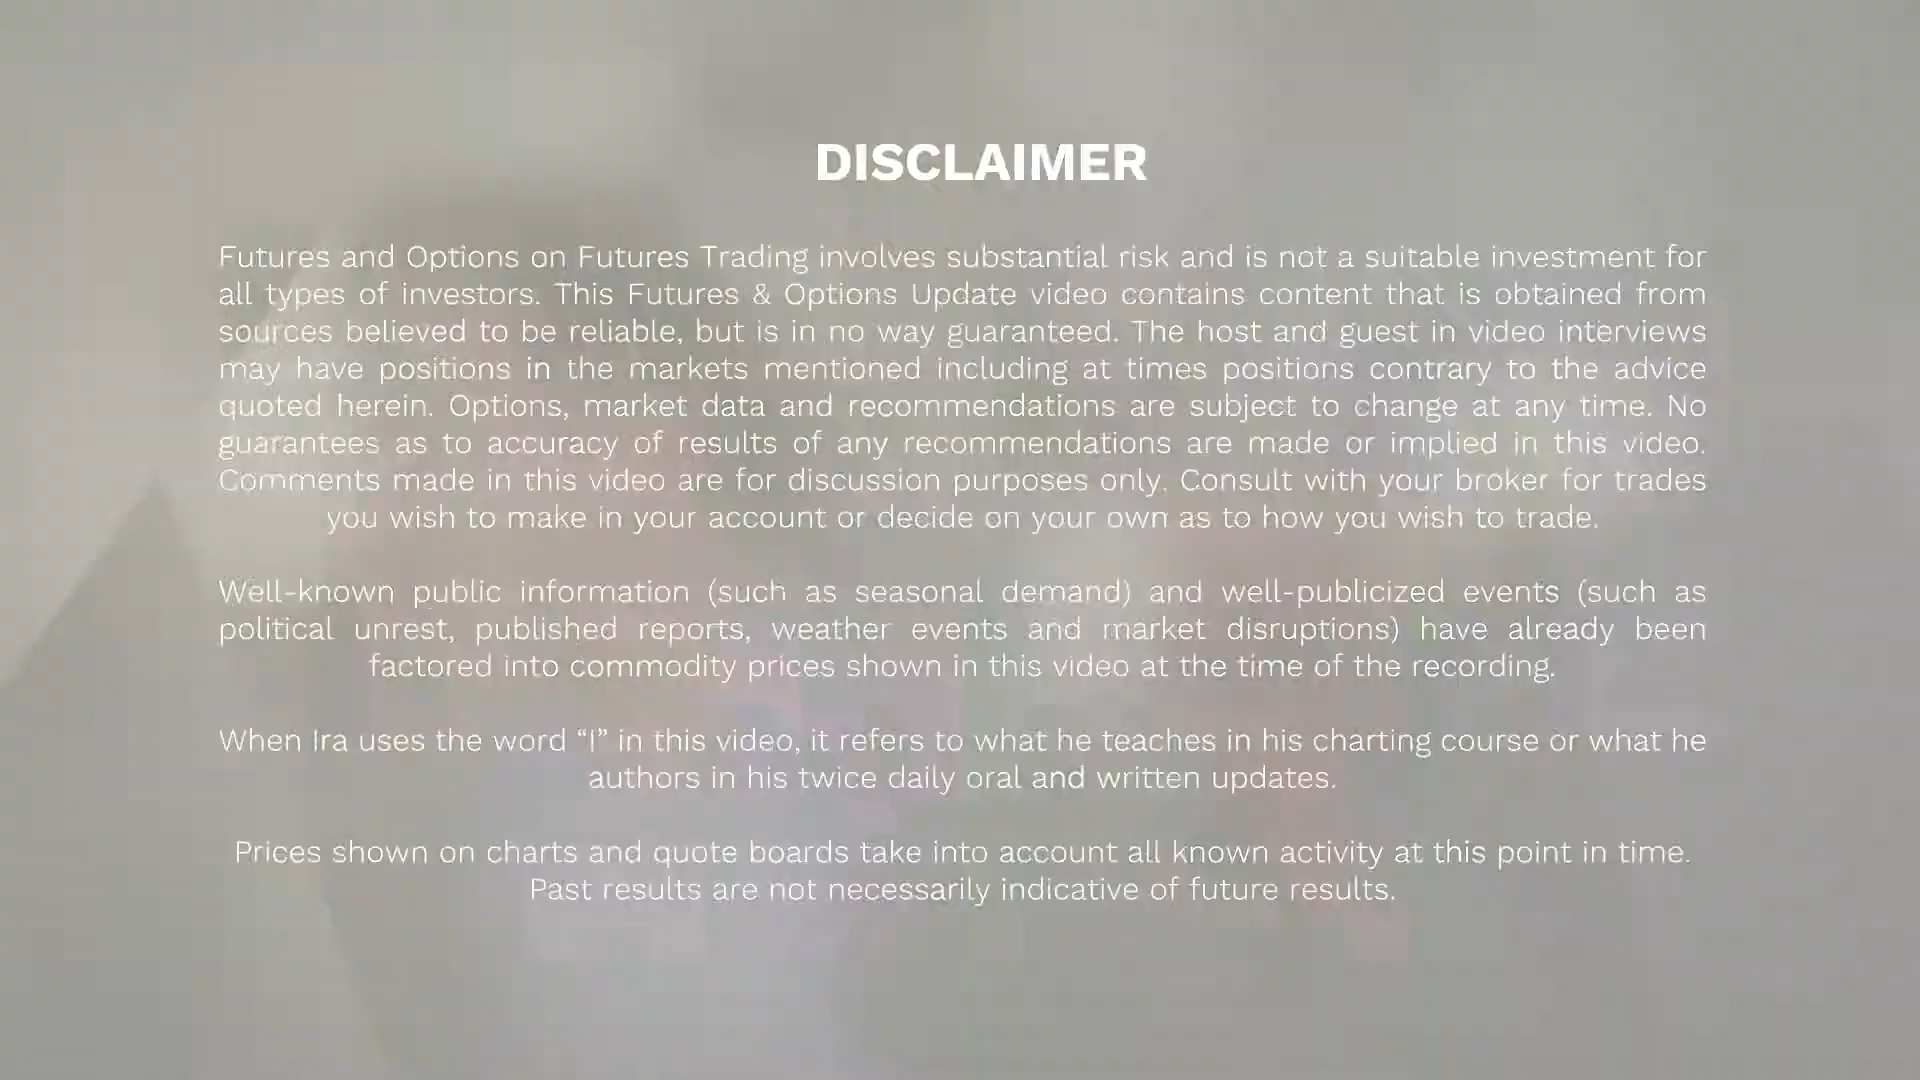 DISCLAIMER
Futures and Options on Futures Trading involves substantial risk and is not a suitable investment for
all types of investors. This Futures & Options Update video contains content that is obtained from
sources believed to be reliable, but is in no way guaranteed. The host and guest in video interviews
may have positions in the markets mentioned including at times positions contrary to the advice
quoted herein. Options, market data and recommendations are subject to change at any time. No
guarantees as to accuracy of results of any recommendations are made or implied in this video.
Comments made in this video are for discussion purposes only. Consult with your broker for trades
you wish to make in your account or decide on your own as to how you wish to trade.
Well-known public information (such as seasonal demand) and well-publicized events (such as
political unrest, published reports, weather events and market disruptions) have already been
factored into commodity prices shown in this video at the time of the recording.
When Ira uses the word “I” in this video, it refers to what he teaches in his charting course or what he
authors in his twice daily oral and written updates.
Prices shown on charts and quote boards take into account all known activity at this point in time.
Past results are not necessarily indicative of future results.